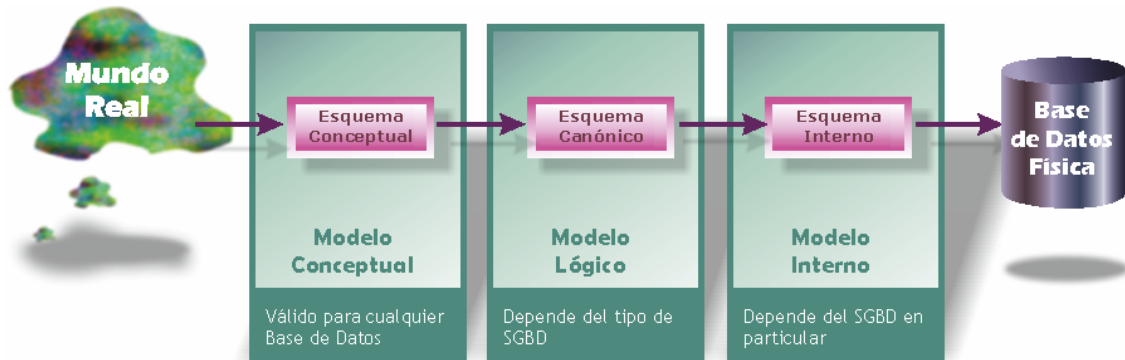 Mundo
Real
Esquema
Conceptual
Modelo
Conceptual
Válido para cualquier
Base de Datos
Esquema
Canónico
Modelo
Lógico
Depende del tipo de
SGBD
Esquema
Interno
Modelo
Interno
Depende del SGBD en
particular
Base
de Datos
Física